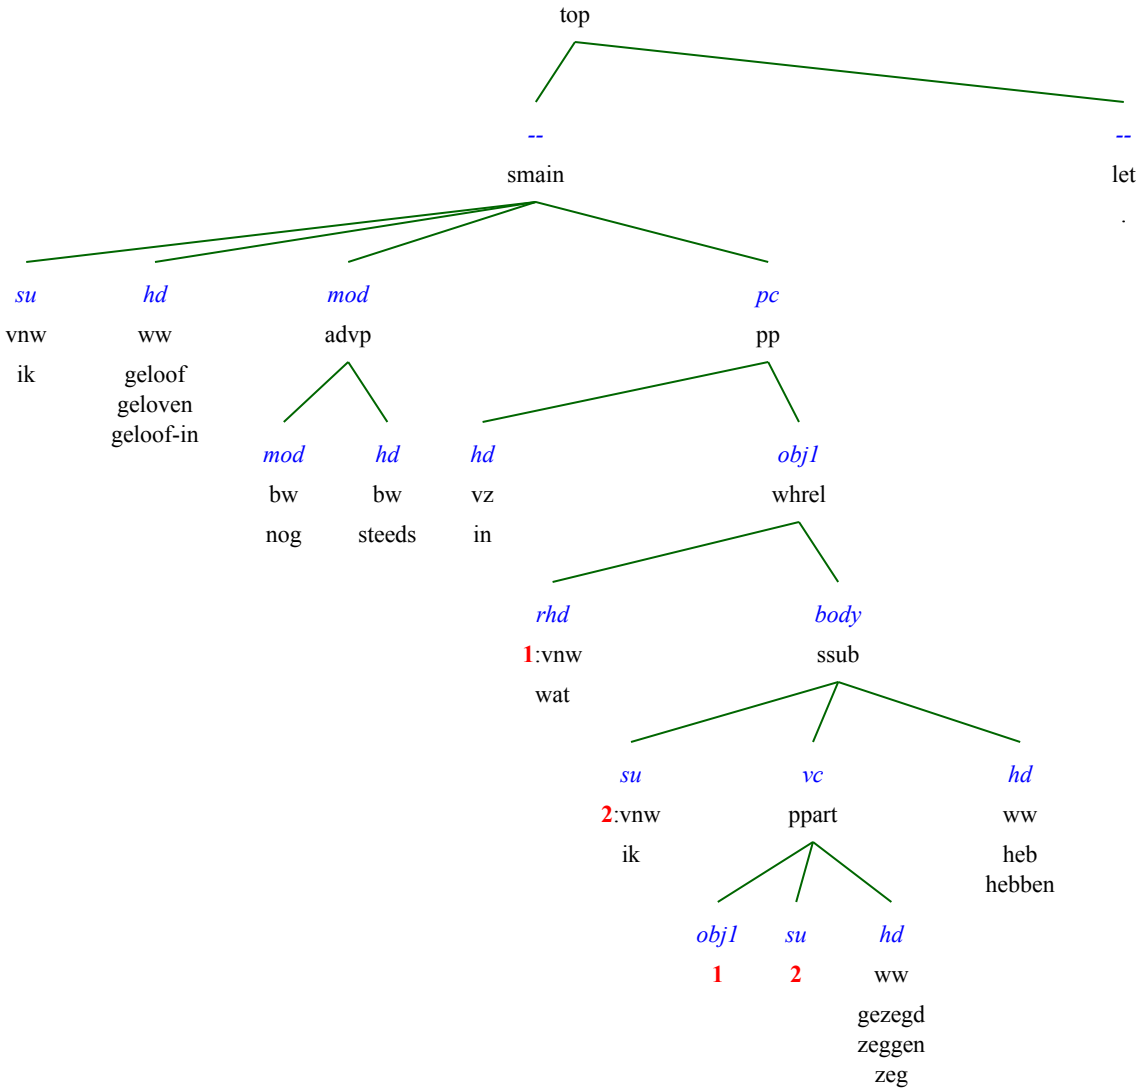 top
-- --
smain let
.
su hd mod pc
vnw ww advp pp
ik geloof
geloven
geloof-in
mod hd hd obj1
bw bw vz whrel
nog steeds in
rhd body
1:vnw ssub
wat
su vc hd
2:vnw ppart ww
ik heb
hebben
obj1 su hd
1 2 ww
gezegd
zeggen
zeg